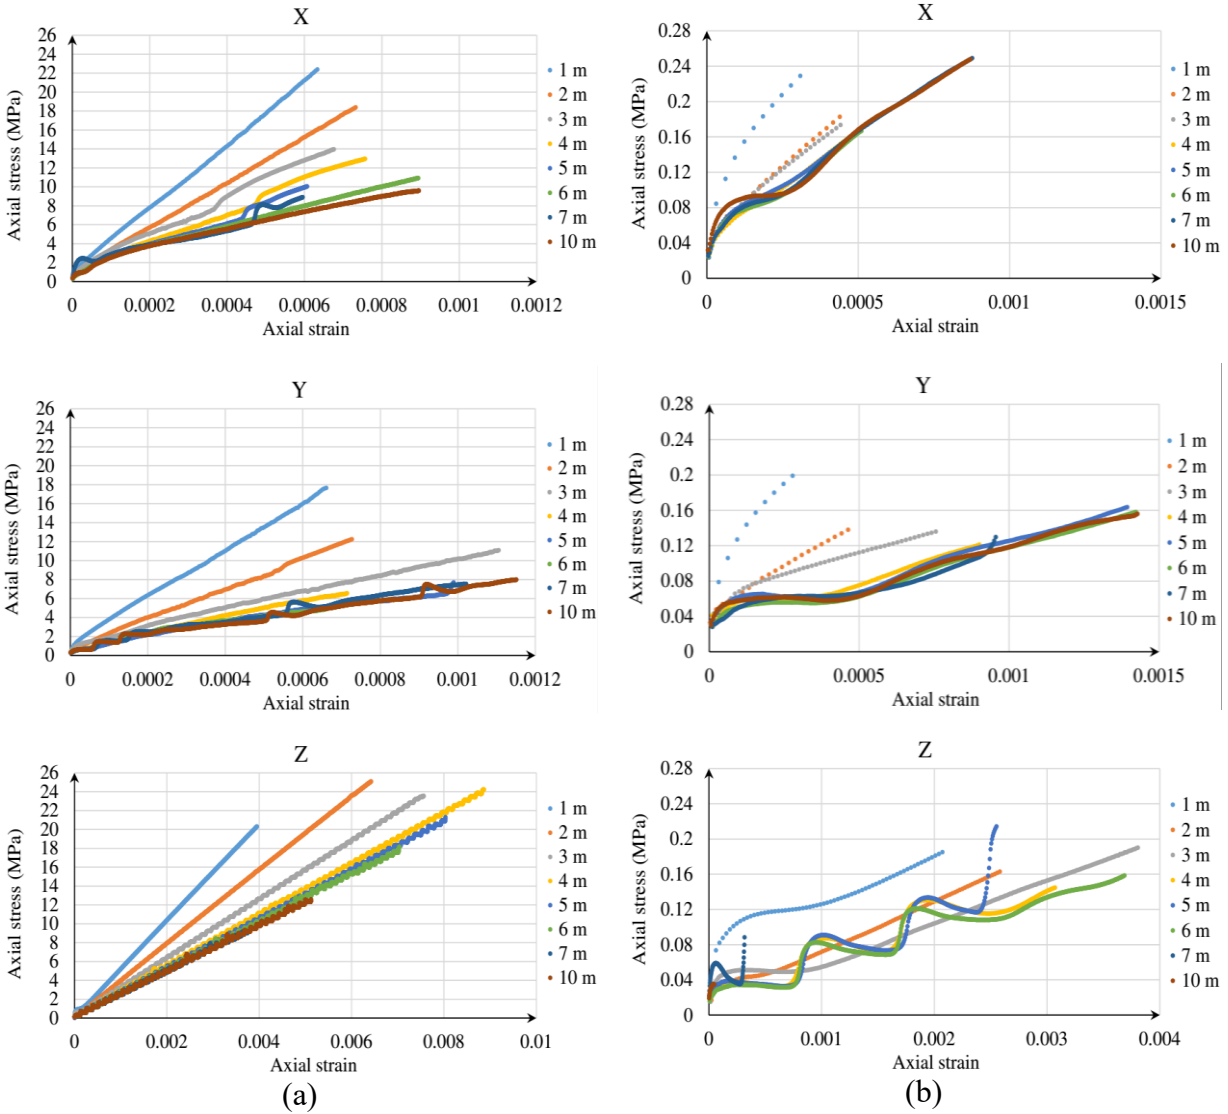 X
Axial stress (MPa)
26
24
22
20
18
16
14
12
10
8
6
4
2
0
0 0.0002 0.0004 0.0006 0.0008 0.001 0.0012
Axial strain
1 m
2 m
3 m
4 m
5 m
6 m
7 m
10 m
X
Axial stress (MPa)
0.28
0.24
0.2
0.16
0.12
0.08
0.04
0
0 0.0005 0.001 0.0015
Axial strain
1 m
2 m
3 m
4 m
5 m
6 m
7 m
10 m
Y
Axial stress (MPa)
26
24
22
20
18
16
14
12
10
8
6
4
2
0
0 0.0002 0.0004 0.0006 0.0008 0.001 0.0012
Axial strain
1 m
2 m
3 m
4 m
5 m
6 m
7 m
10 m
Y
Axial stress (MPa)
0.28
0.24
0.2
0.16
0.12
0.08
0.04
0
0 0.0005 0.001 0.0015
Axial strain
1 m
2 m
3 m
4 m
5 m
6 m
7 m
10 m
Z
Axial stress (MPa)
26
24
22
20
18
16
14
12
10
8
6
4
2
0
0 0.002 0.004 0.006 0.008 0.01
Axial strain
1 m
2 m
3 m
4 m
5 m
6 m
7 m
10 m
(a)
Z
Axial stress (MPa)
0.28
0.24
0.2
0.16
0.12
0.08
0.04
0
0 0.001 0.002 0.003 0.004
Axial strain
1 m
2 m
3 m
4 m
5 m
6 m
7 m
10 m
(b)